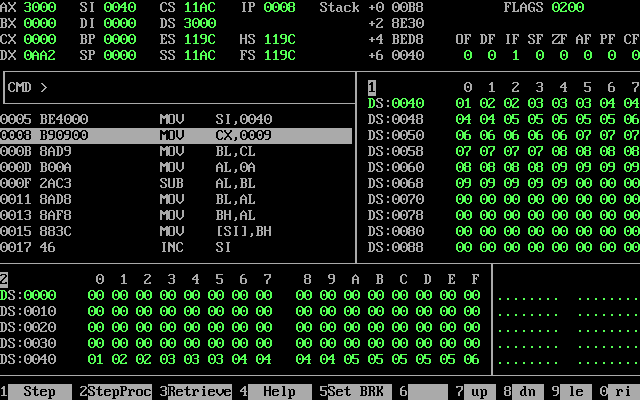 AX 3000 SI 0040 CS 11AC IP 0008 Stack +0 00B8 FLAGS 0200
BX 0000 DI 0000 DS 3000 +2 8E30
CX 0000 BP 0000 ES 119C HS 119C +4 BED8 OF DF IF SF ZF AF PF CF
DX 0AA2 SP 0000 SS 11AC FS 119C +6 0040 0 0 1 0 0 0 0 0
CMD >
1 0 1 2 3 4 5 6 7
DS:0040 01 02 02 03 03 03 04 04
0005 BE4000 MOV SI,0040 DS:0048 04 04 05 05 05 05 05 06
0008 B90900 MOV CX,0009 DS:0050 06 06 06 06 06 07 07 07
000B 8AD9 MOV BL,CL DS:0058 07 07 07 07 08 08 08 08
000D B00A MOV AL,0A DS:0060 08 08 08 08 09 09 09 09
000F 2AC3 SUB AL,BL DS:0068 09 09 09 09 09 00 00 00
0011 8AD8 MOV BL,AL DS:0070 00 00 00 00 00 00 00 00
0013 8AF8 MOV BH,AL DS:0078 00 00 00 00 00 00 00 00
0015 883C MOV [SI],BH DS:0080 00 00 00 00 00 00 00 00
0017 46 INC SI DS:0088 00 00 00 00 00 00 00 00
2 0 1 2 3 4 5 6 7 8 9 A B C D E F
DS:0000 00 00 00 00 00 00 00 00 00 00 00 00 00 00 00 00 ........ ........
DS:0010 00 00 00 00 00 00 00 00 00 00 00 00 00 00 00 00 ........ ........
DS:0020 00 00 00 00 00 00 00 00 00 00 00 00 00 00 00 00 ........ ........
DS:0030 00 00 00 00 00 00 00 00 00 00 00 00 00 00 00 00 ........ ........
DS:0040 01 02 02 03 03 03 04 04 04 04 05 05 05 05 05 06 ........ ........
1 Step 2 StepProc 3 Retrieve 4 Help 5 Set BRK 6 7 up 8 dn 9 le 0 ri